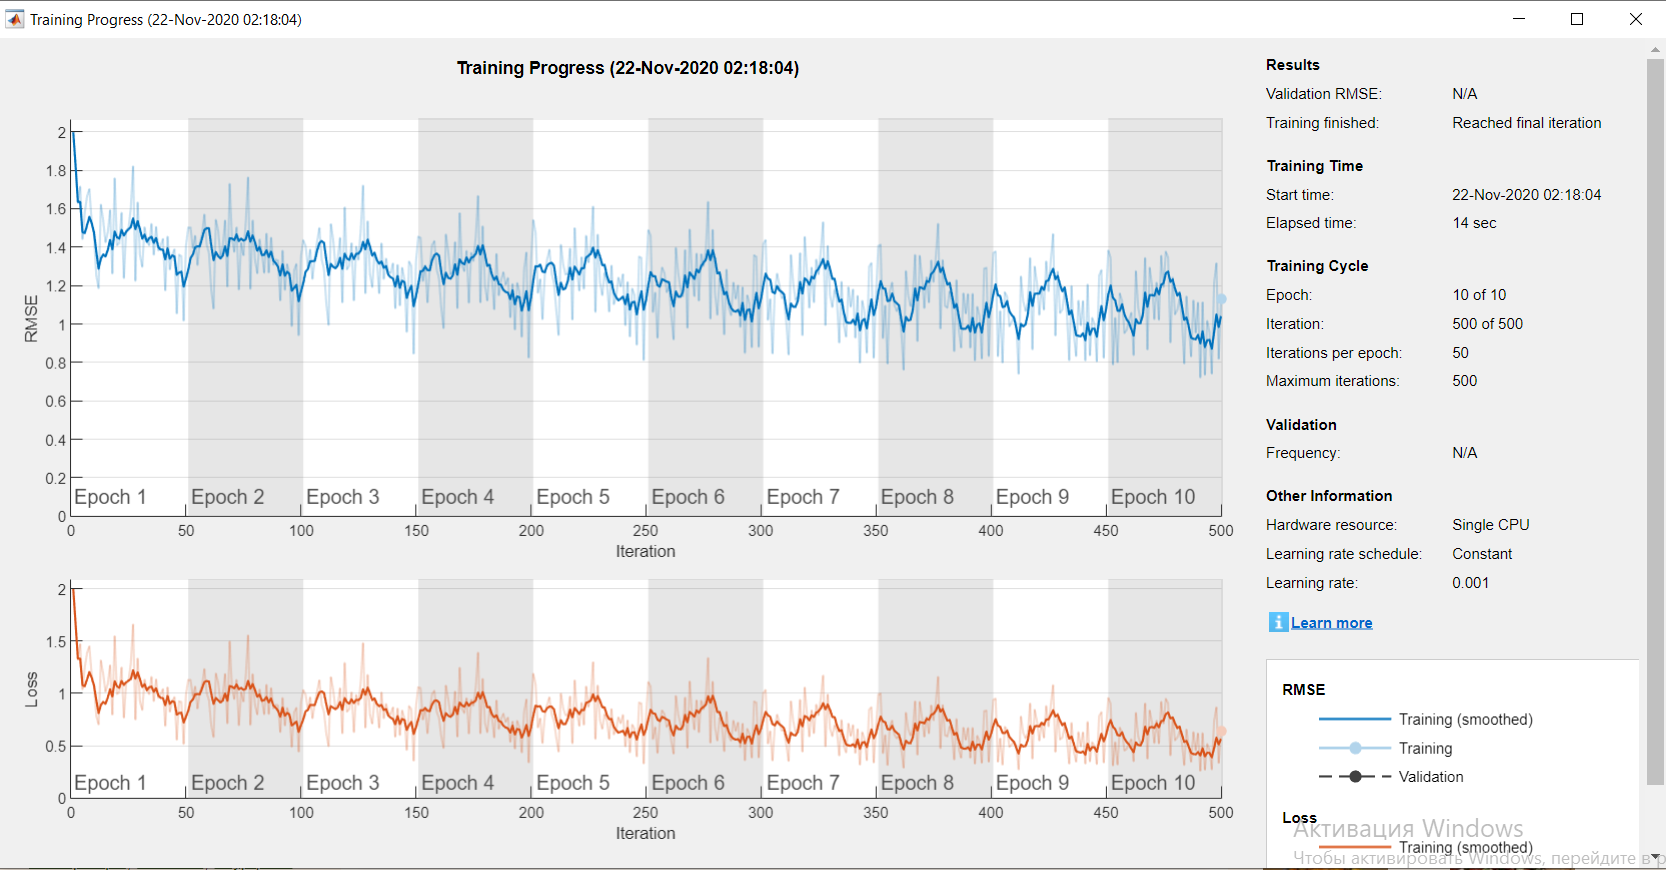 Training Progress (22-Nov-2020 02:18:04)
Training Progress (22-Nov-2020 02:18:04)
RMSE
2
1.8
1.6
1.4
1.2
1
0.8
0.6
0.4
0.2
0
Epoch 1 Epoch 2 Epoch 3 Epoch 4 Epoch 5 Epoch 6 Epoch 7 Epoch 8 Epoch 9 Epoch 10
0 50 100 150 200 250 300 350 400 450 500
Iteration
Loss
2
1.5
1
0.5
0
Epoch 1 Epoch 2 Epoch 3 Epoch 4 Epoch 5 Epoch 6 Epoch 7 Epoch 8 Epoch 9 Epoch 10
0 50 100 150 200 250 300 350 400 450 500
Iteration
Results
Validation RMSE: N/A
Training finished: Reached final iteration
Training Time
Start time: 22-Nov-2020 02:18:04
Elapsed time: 14 sec
Training Cycle
Epoch: 10 of 10
Iteration: 500 of 500
Iterations per epoch: 50
Maximum iterations: 500
Validation
Frequency: N/A
Other Information
Hardware resource: Single CPU
Learning rate schedule: Constant
Learning rate: 0.001
i Learn more
RMSE
Training (smoothed)
Training
Validation
Loss
Активация Windows
Training (smoothed)
Чтобы активировать Windows, перейдите в